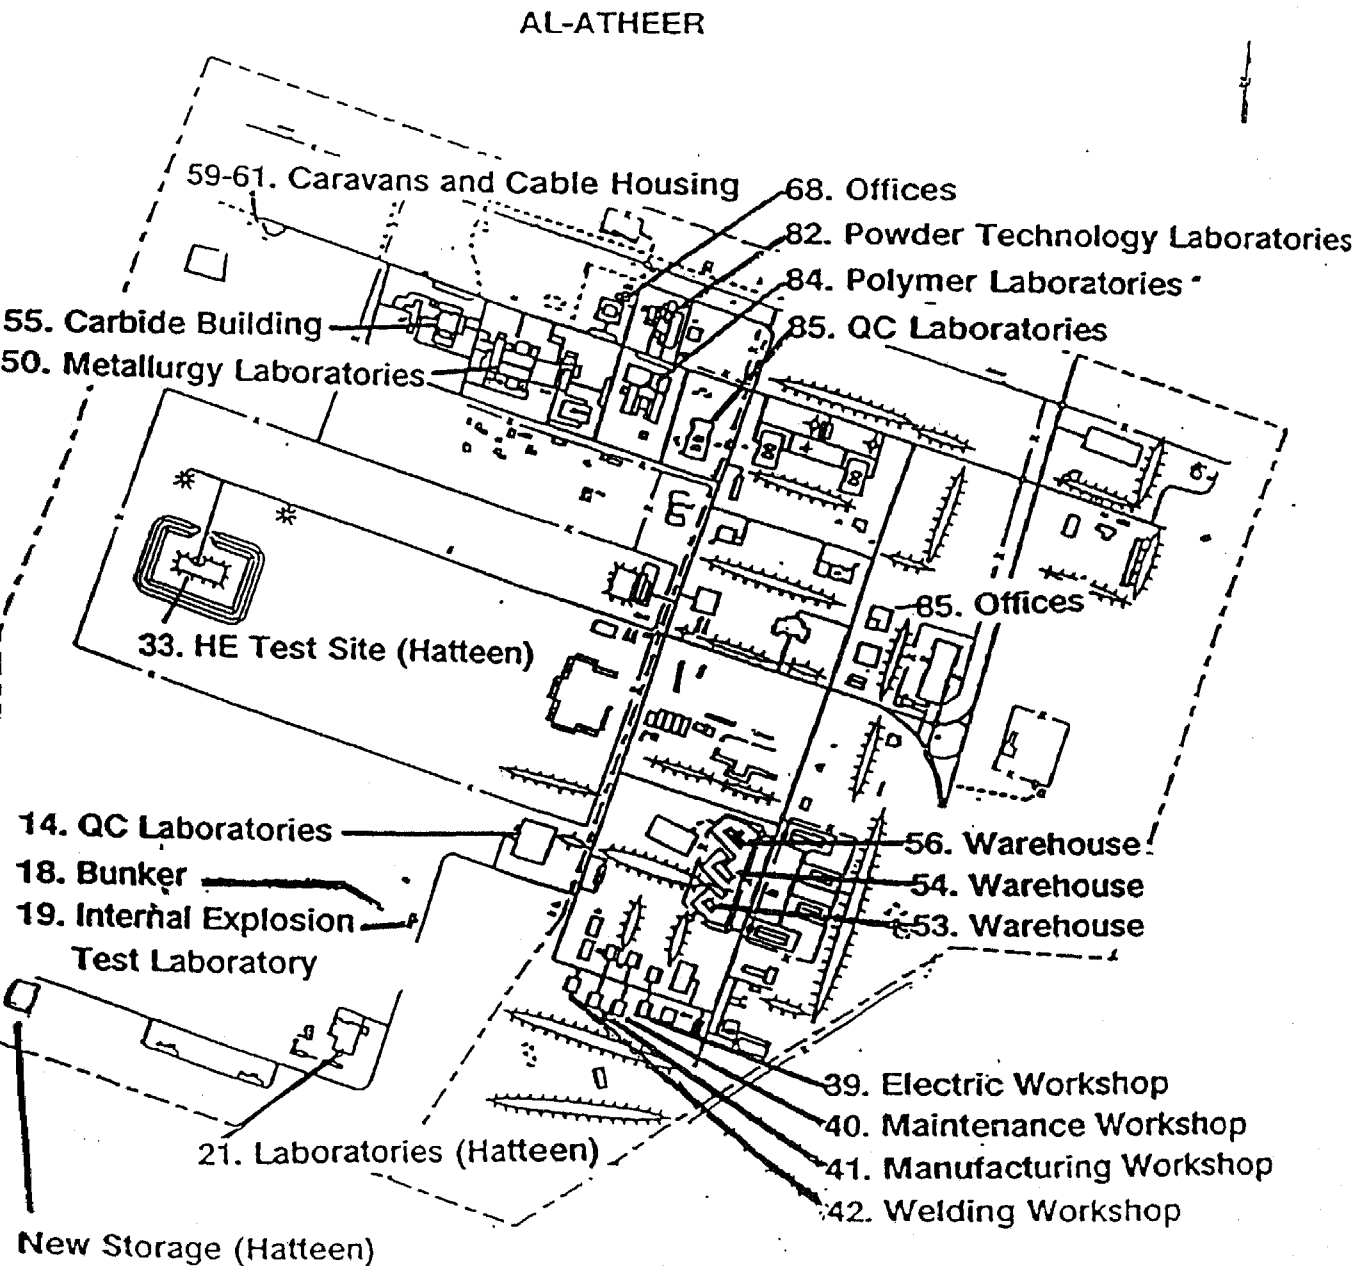 AL-ATHEER
59-61. Caravans and Cable Housing
68. Offices
82. Powder Technology Laboratories
84. Polymer Laboratories
55. Carbide Building
85. QC Laboratories
50. Metallurgy Laboratories
85. Offices
33. HE Test Site (Hatteen)
14. QC Laboratories
56. Warehouse
18. Bunker
54. Warehouse
19. Internal Explosion
Test Laboratory
53. Warehouse
39. Electric Workshop
40. Maintenance Workshop
21. Laboratories (Hatteen)
41. Manufacturing Workshop
42. Welding Workshop
New Storage (Hatteen)